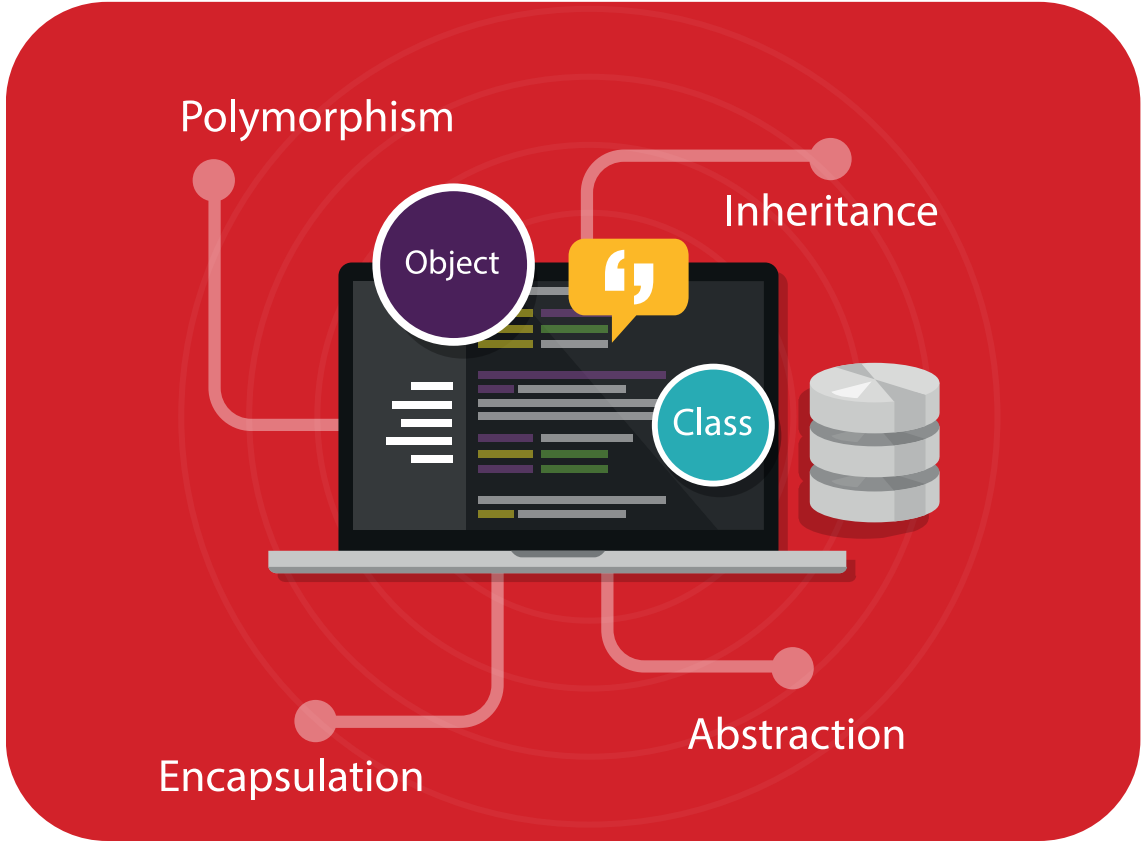 Polymorphism
Inheritance
Object
Class
Abstraction
Encapsulation